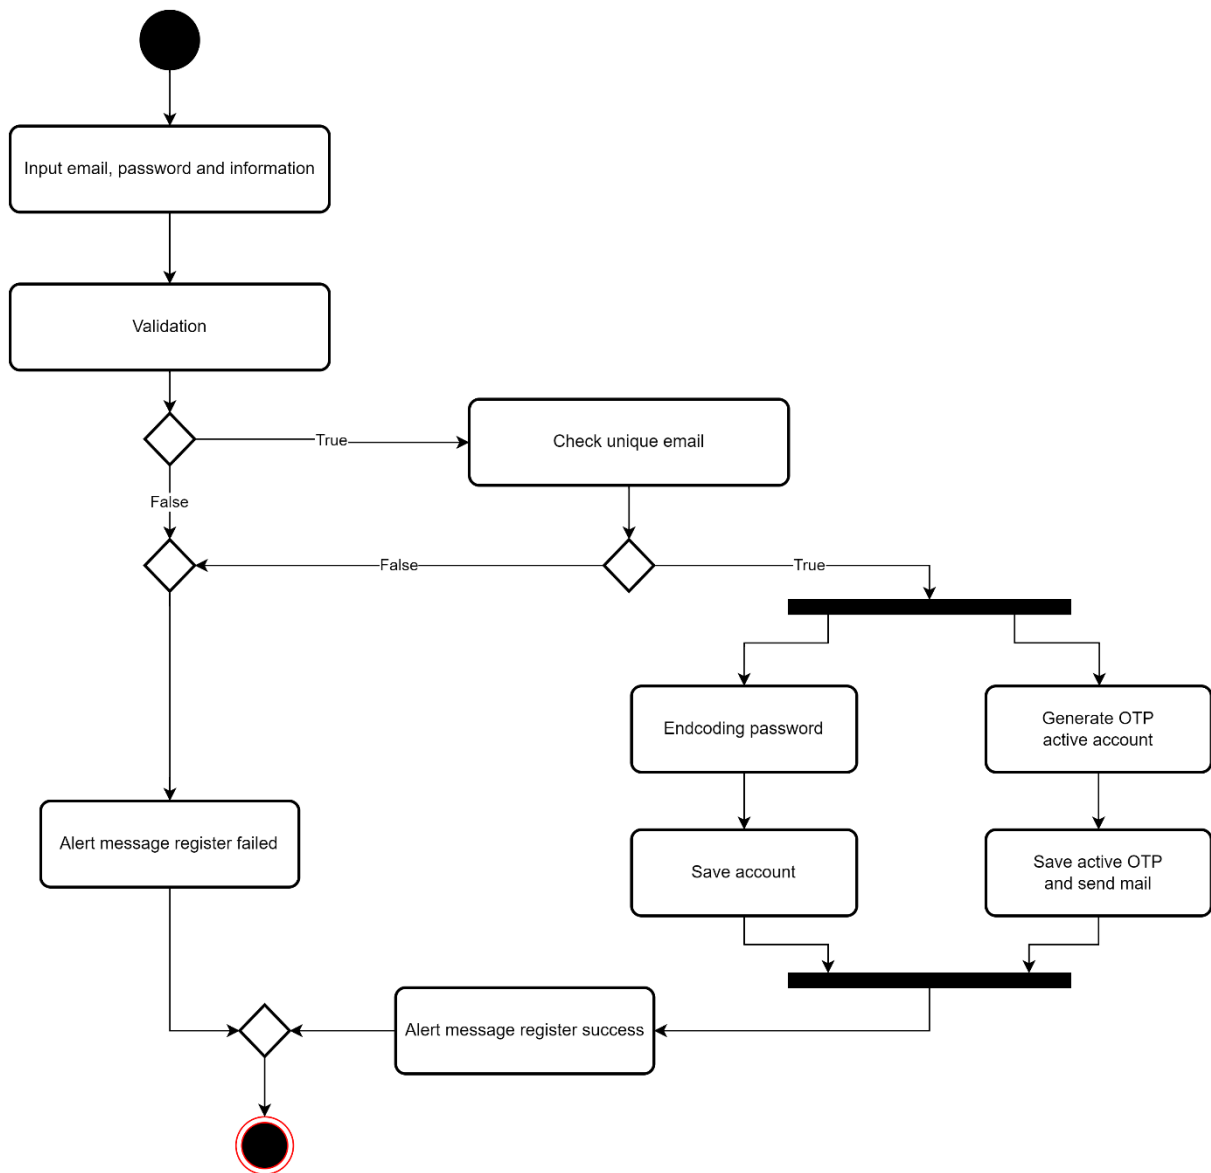 Input email, password and information
Validation
True
Check unique email
False
False
True
Endcoding password
Generate OTP
active account
Alert message register failed
Save account
Save active OTP
and send mail
Alert message register success